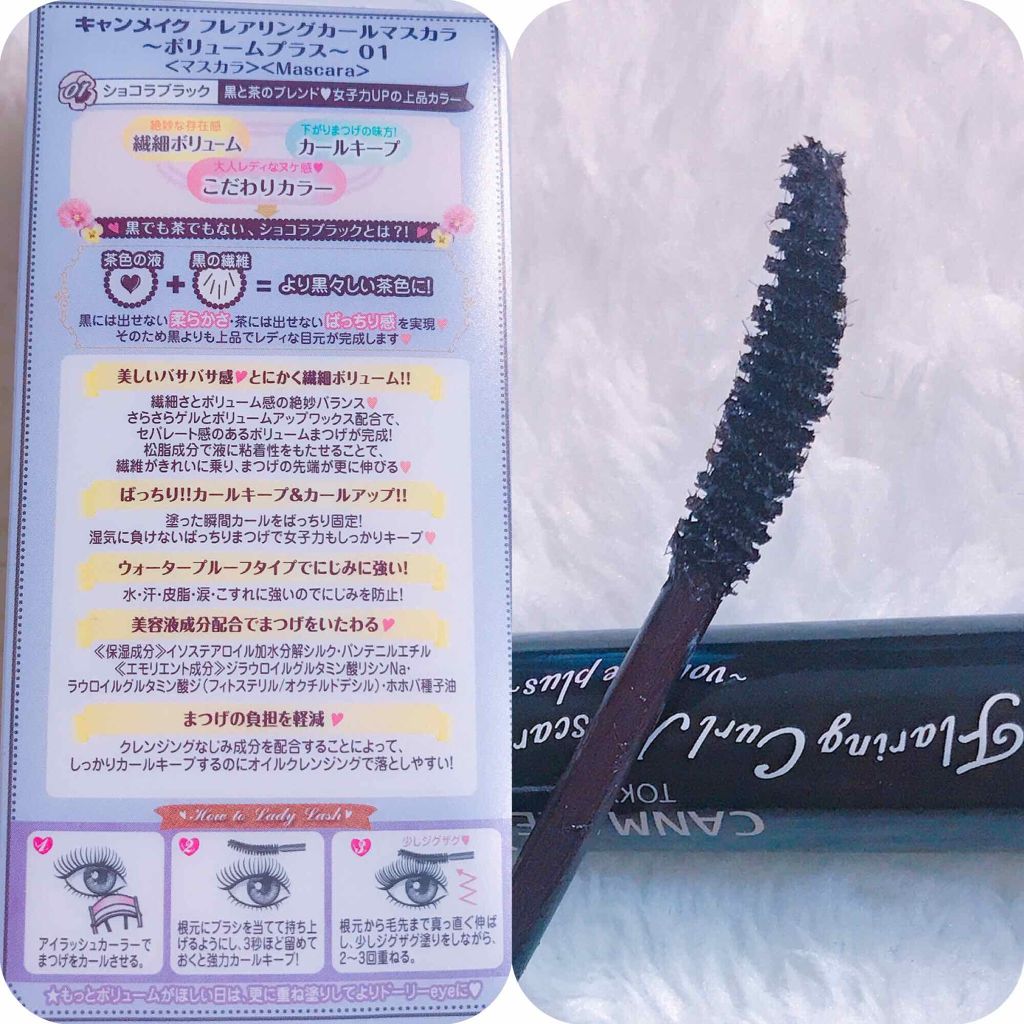 キャンメイク フレアリングカールマスカラ
～ボリュームプラス～ 01
<マスカラ><Mascara>
01 ショコラブラック 黒と茶のブレンド♥女子力UPの上品カラー
絶妙な存在感
繊細ボリューム
下がりまつげの味方!
カールキープ
大人レディなヌケ感♥
こだわりカラー
♥黒でも茶でもない、ショコラブラックとは?!♥
茶色の液 黒の繊維
+ = より黒々しい茶色に!
黒には出せない柔らかさ・茶には出せないぱっちり感を実現♥
そのため黒よりも上品でレディな目元が完成します♥
美しいバサバサ感♥とにかく繊細ボリューム!!
繊細さとボリューム感の絶妙バランス♥
さらさらゲルとボリュームアップワックス配合で、
セパレート感のあるボリュームまつげが完成!
松脂成分で液に粘着性をもたせることで、
繊維がきれいに乗り、まつげの先端が更に伸びる♥
ぱっちり!!カールキープ&カールアップ!!
塗った瞬間カールをぱっちり固定!
湿気に負けないぱっちりまつげで女子力もしっかりキープ♥
ウォータープルーフタイプでにじみに強い!
水・汗・皮脂・涙・こすれに強いのでにじみを防止!
美容液成分配合でまつげをいたわる♥
《保湿成分》イソステアロイル加水分解シルク・パンテニルエチル
《エモリエント成分》ジラウロイルグルタミン酸リシンNa・
ラウロイルグルタミン酸ジ(フィトステリル/オクチルドデシル)・ホホバ種子油
まつげの負担を軽減♥
クレンジングなじみ成分を配合することによって、
しっかりカールキープするのにオイルクレンジングで落としやすい!
♥How to Lady Lash♥
1
アイラッシュカーラーで
まつげをカールさせる。
2
根元にブラシを当てて持ち上
げるようにし、3秒ほど留めて
おくと強力カールキープ!
3
少しジグザグ♥
根元から毛先まで真っ直ぐ伸ば
し、少しジグザグ塗りをしながら、
2～3回重ねる。
★もっとボリュームがほしい日は、更に重ね塗りしてよりドーリーeyeに♥
Flaring Curl
scar
~vo e plus~
CANM
TOK